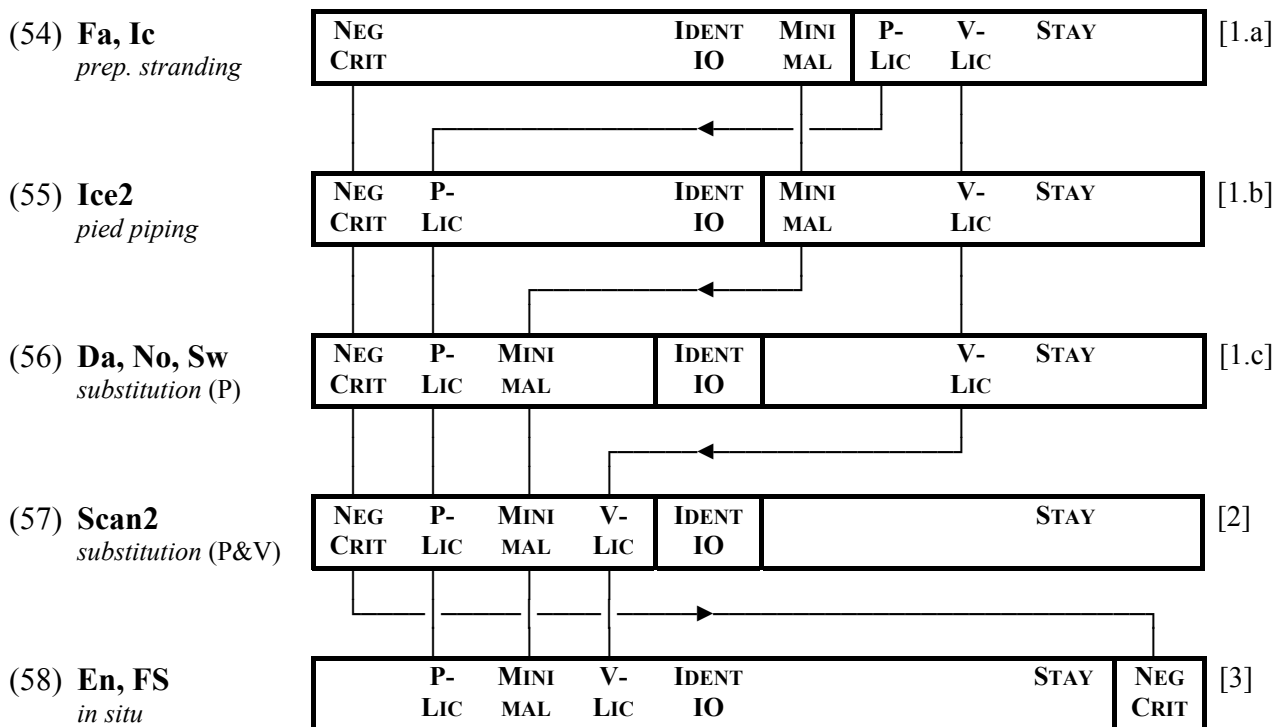 (54) Fa, Ic NEG IDENT MINI P- V- STAY [1.a]
prep. stranding CRIT IO MAL LIC LIC
(55) Ice2 NEG P- IDENT MINI V- STAY [1.b]
pied piping CRIT LIC IO MAL LIC
(56) Da, No, Sw NEG P- MINI IDENT V- STAY [1.c]
substitution (P) CRIT LIC MAL IO LIC
(57) Scan2 NEG P- MINI V- IDENT STAY [2]
substitution (P&V) CRIT LIC MAL LIC IO
(58) En, FS P- MINI V- IDENT STAY NEG [3]
in situ LIC MAL LIC IO CRIT